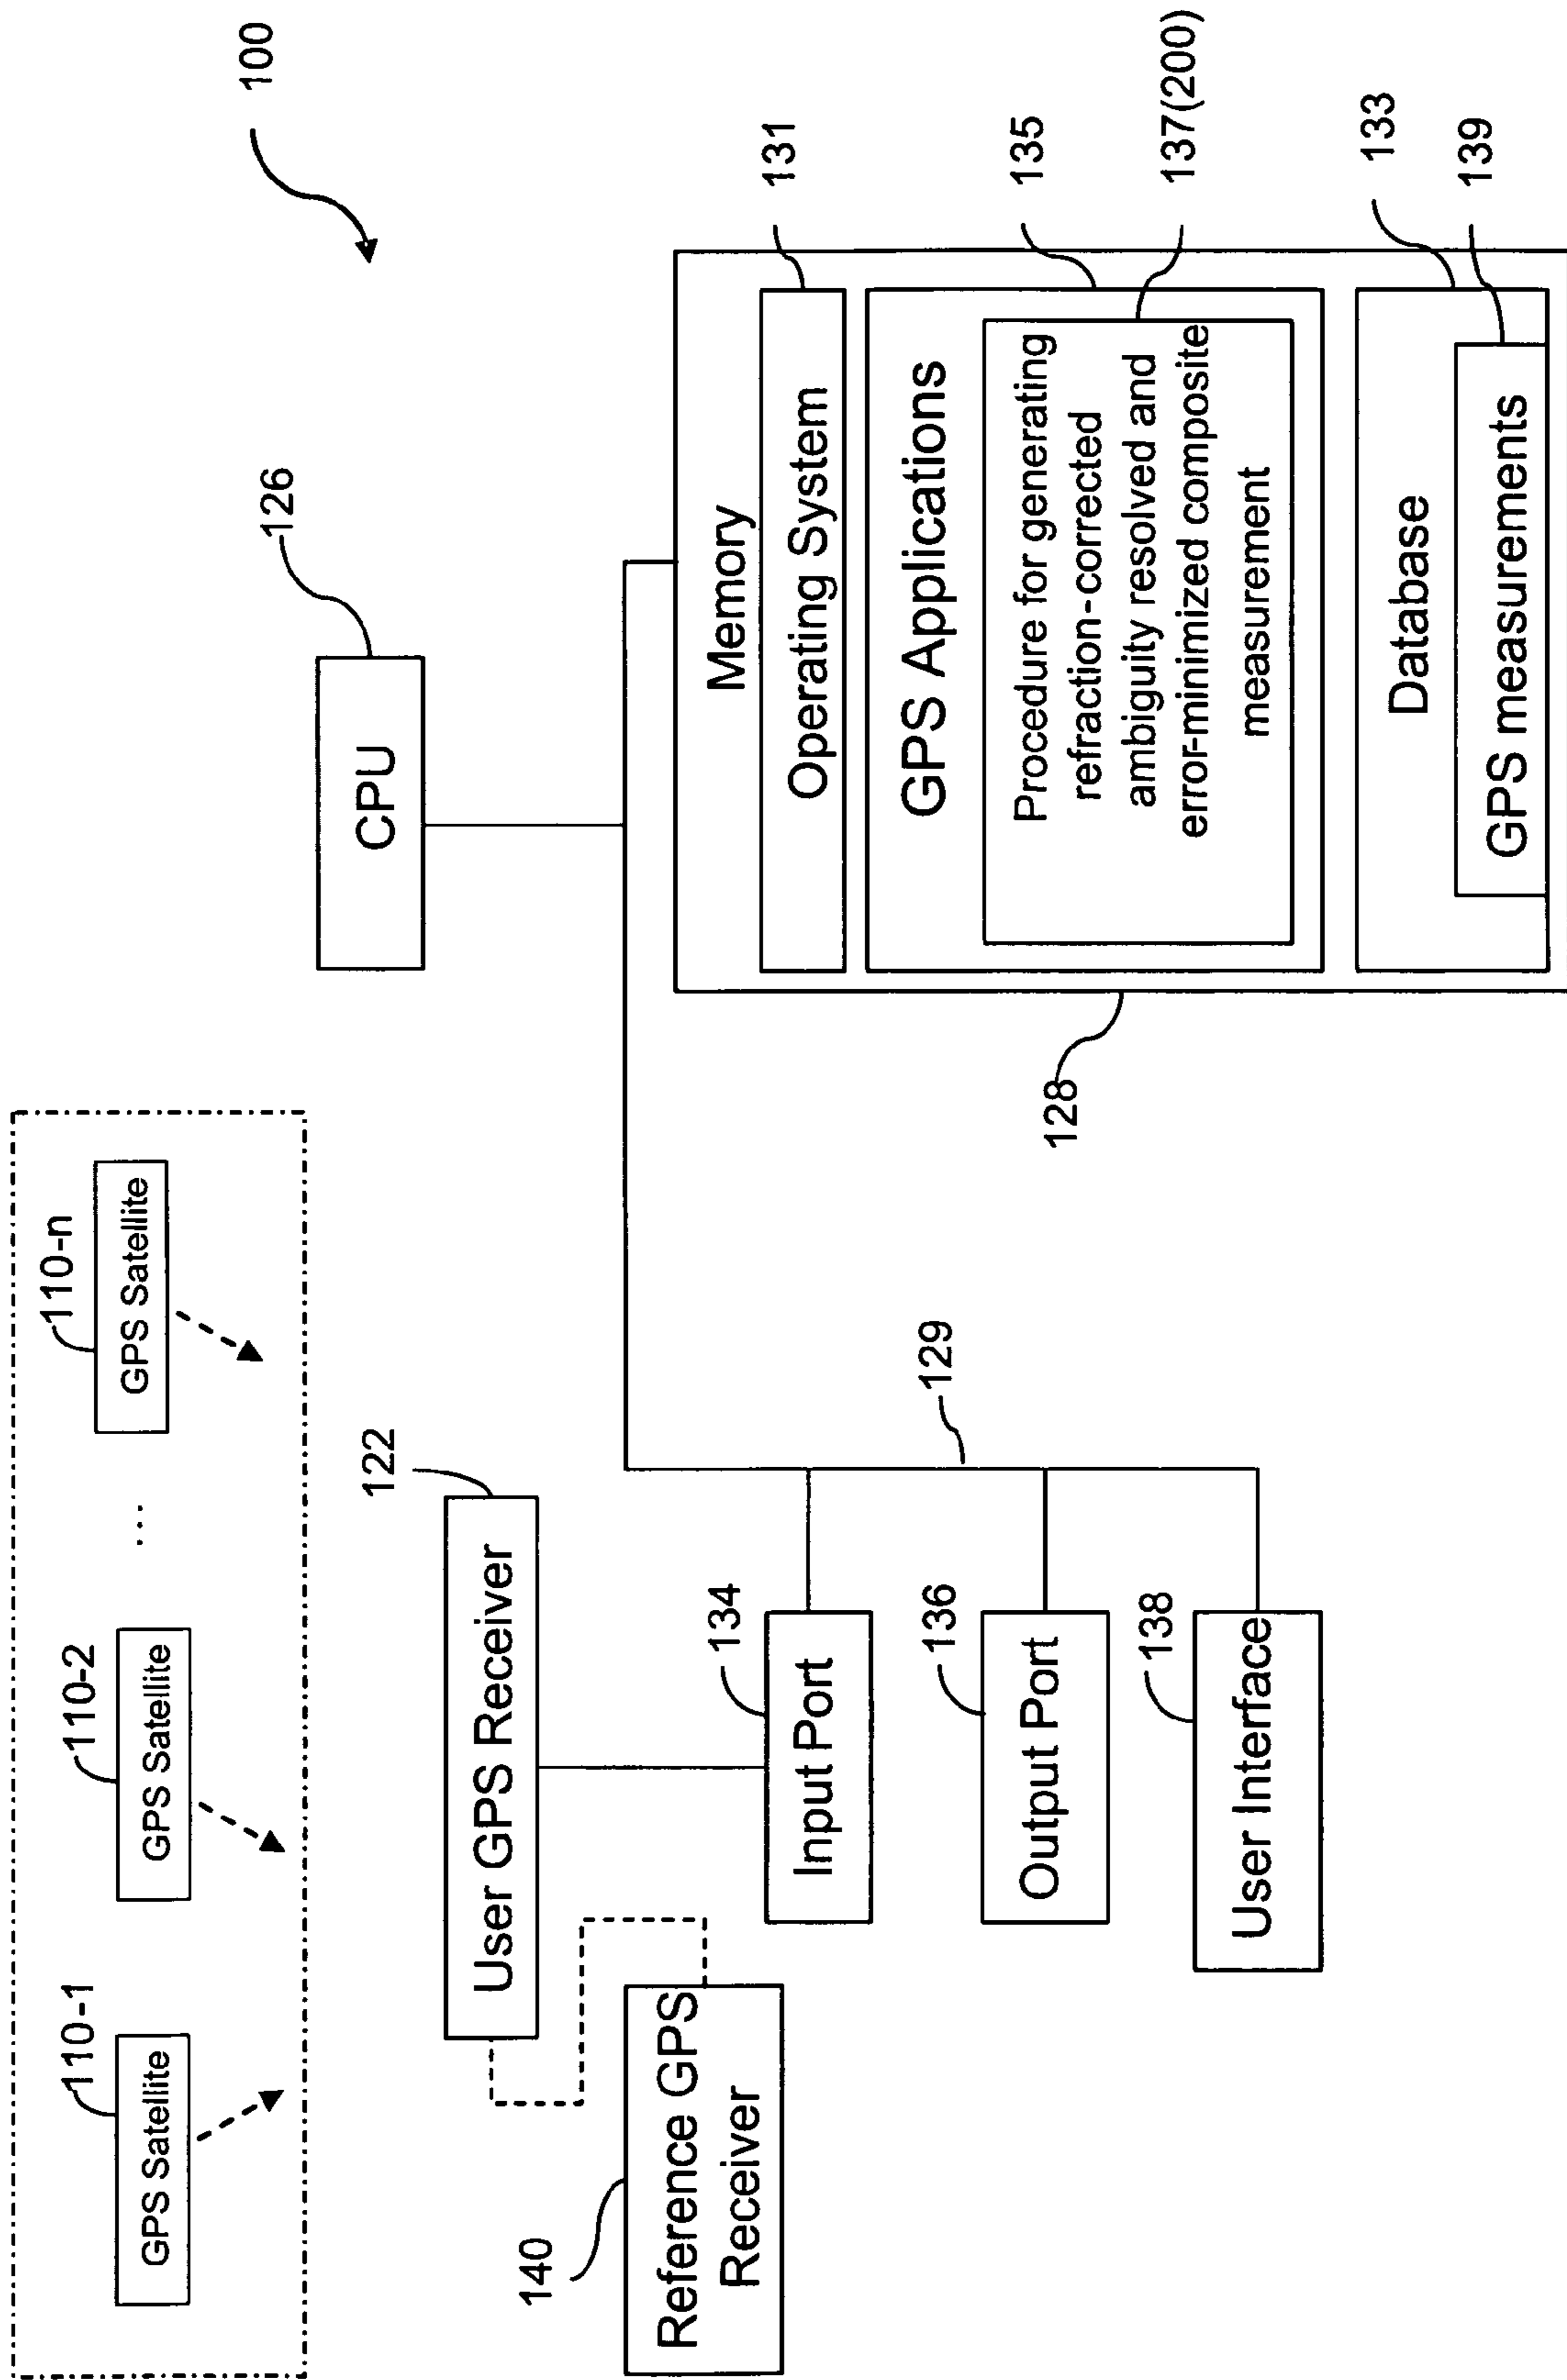 100
110-1
GPS Satellite
110-2
GPS Satellite
...
110-n
GPS Satellite
122
User GPS Receiver
140
Reference GPS
Receiver
134
Input Port
136
Output Port
138
User Interface
129
126
CPU
128
Memory
131
Operating System
135
GPS Applications
137(200)
Procedure for generating
refraction-corrected
ambiguity resolved and
error-minimized composite
measurement
133
Database
139
GPS measurements